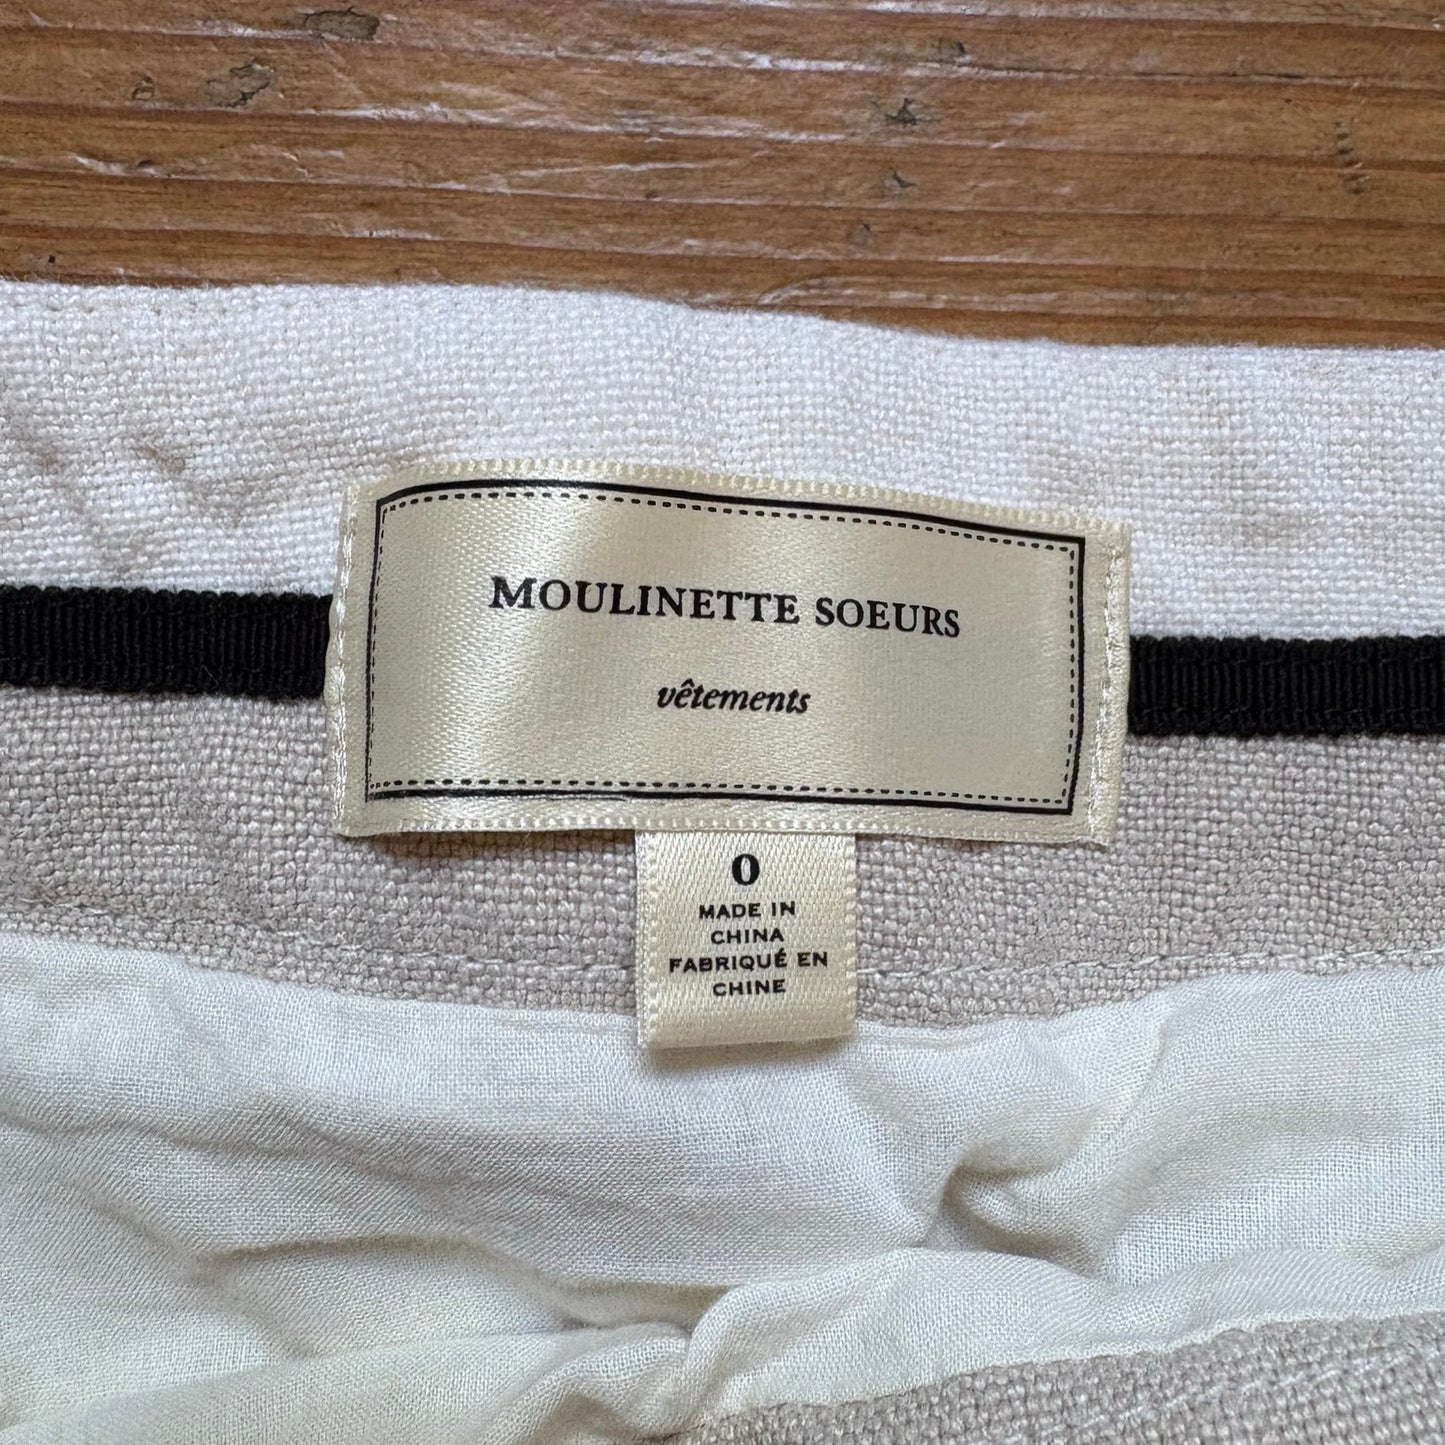 MOULINETTE SOEURS
vêtements
0
MADE IN
CHINA
FABRIQUÉ EN
CHINE